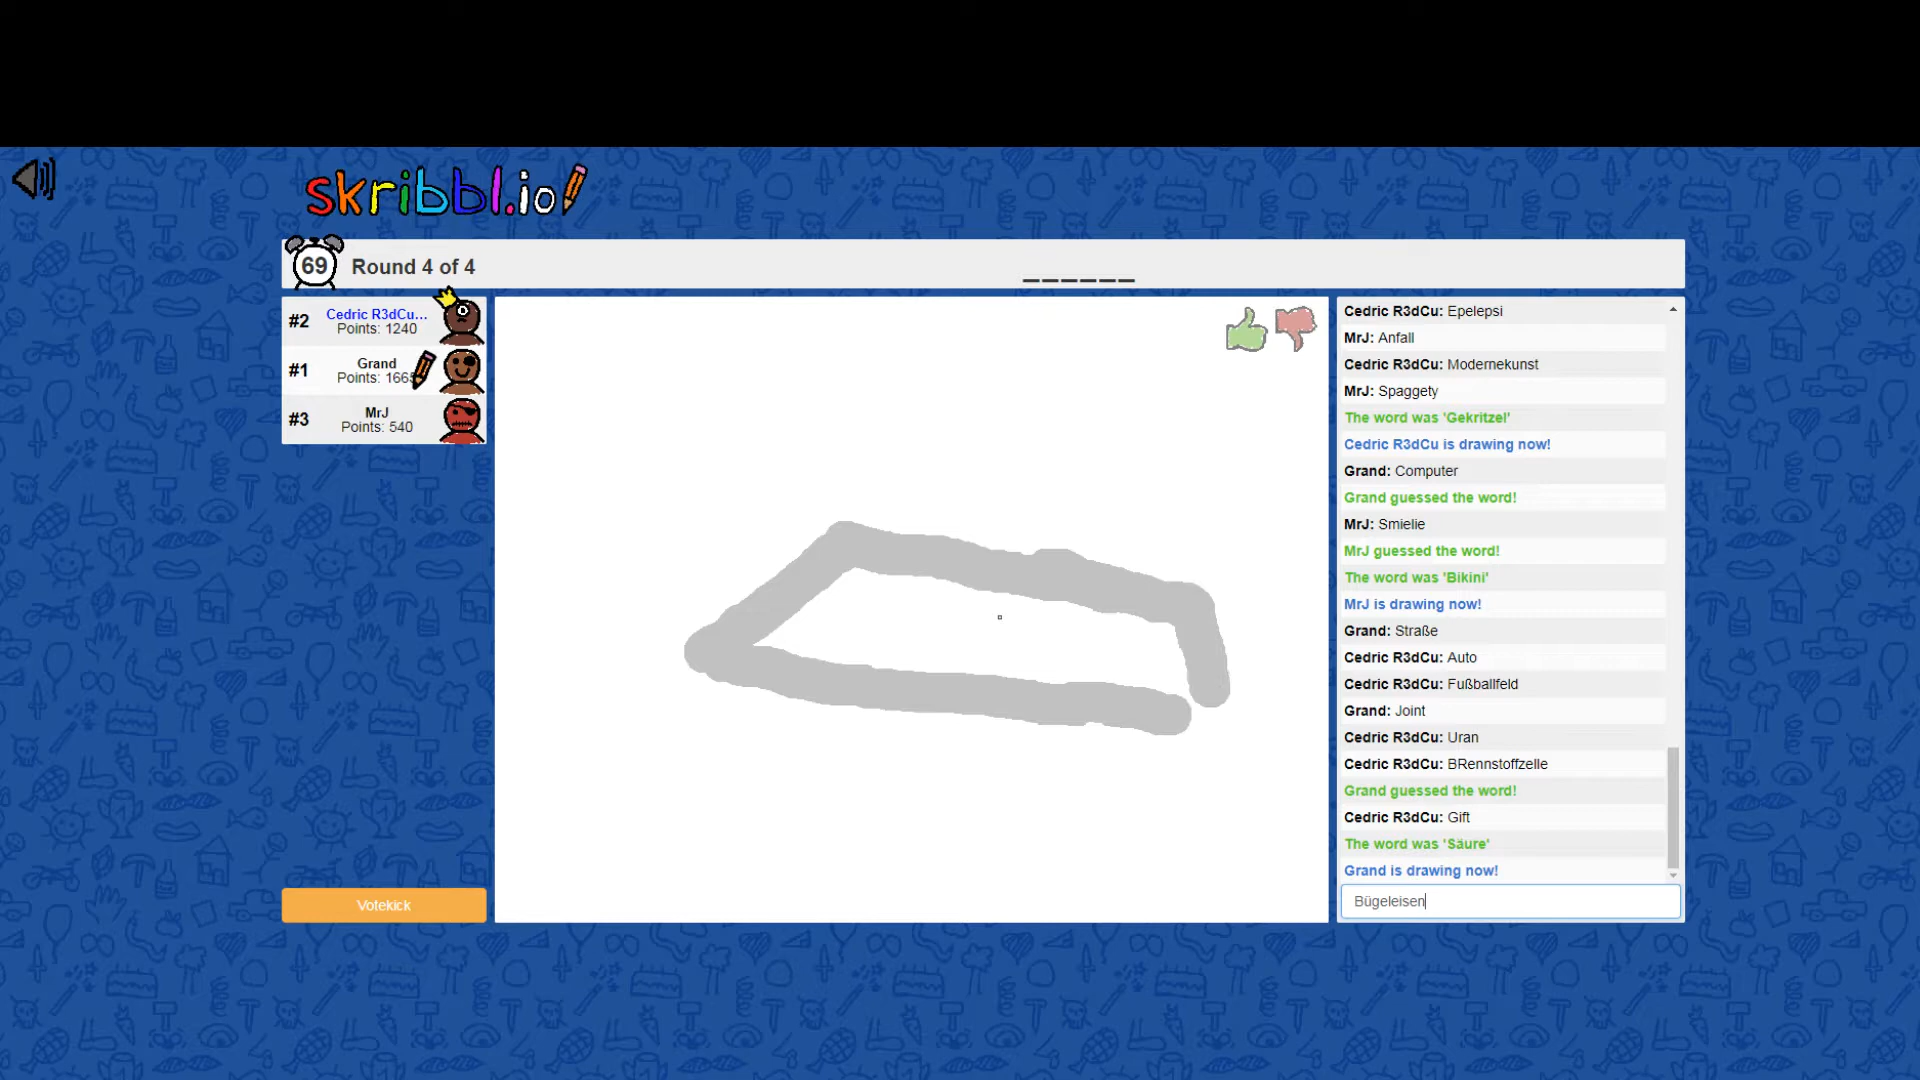 skribbl.io
69
Round 4 of 4
______
#2
Cedric R3dCu...
Points: 1240
#1
Grand
Points: 1665
#3
MrJ
Points: 540
Votekick
Cedric R3dCu: Epelepsi
MrJ: Anfall
Cedric R3dCu: Modernekunst
MrJ: Spaggety
The word was 'Gekritzel'
Cedric R3dCu is drawing now!
Grand: Computer
Grand guessed the word!
MrJ: Smielie
MrJ guessed the word!
The word was 'Bikini'
MrJ is drawing now!
Grand: Straße
Cedric R3dCu: Auto
Cedric R3dCu: Fußballfeld
Grand: Joint
Cedric R3dCu: Uran
Cedric R3dCu: BRennstoffzelle
Grand guessed the word!
Cedric R3dCu: Gift
The word was 'Säure'
Grand is drawing now!
Bügeleisen